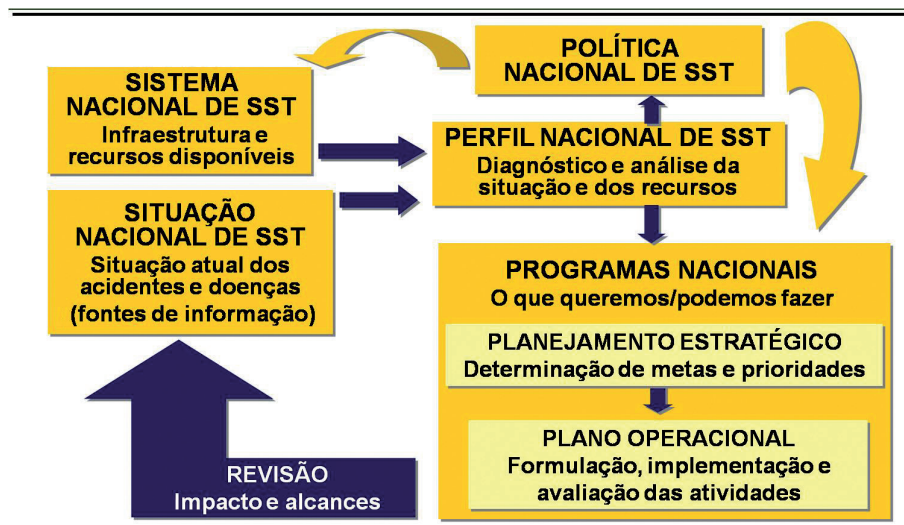 POLÍTICA
NACIONAL DE SST
SISTEMA
NACIONAL DE SST
Infraestrutura e
recursos disponíveis
PERFIL NACIONAL DE SST
Diagnóstico e análise da
situação e dos recursos
SITUAÇÃO
NACIONAL DE SST
Situação atual dos
acidentes e doenças
(fontes de informação)
PROGRAMAS NACIONAIS
O que queremos/podemos fazer
PLANEJAMENTO ESTRATÉGICO
Determinação de metas e prioridades
PLANO OPERACIONAL
Formulação, implementação e
avaliação das atividades
REVISÃO
Impacto e alcances